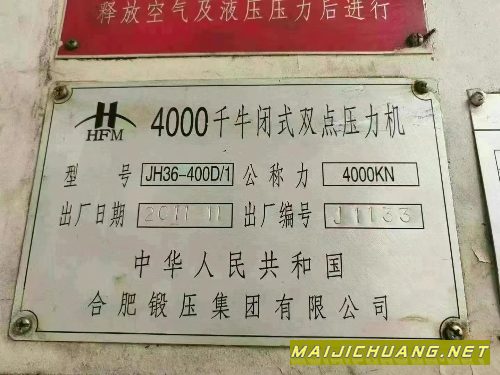 释放空气及液压压力后进行
HFM
4000千牛闭式双点压力机
型号 JH36-400D/1 公称力 4000KN
出厂日期 2011 11 出厂编号 J1133
中华人民共和国
合肥锻压集团有限公司
MAIJICHUANG.NET